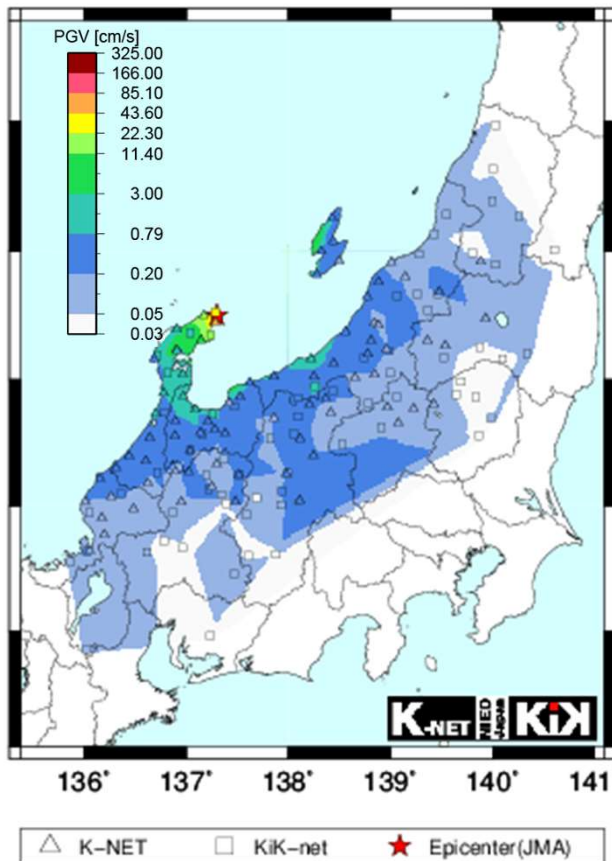 PGV [cm/s]
325.00
166.00
85.10
43.60
22.30
11.40
3.00
0.79
0.20
0.05
0.03
K-NET
NIED
Japan
KiK
136° 137° 138° 139° 140° 141
K-NET KiK-net Epicenter(JMA)